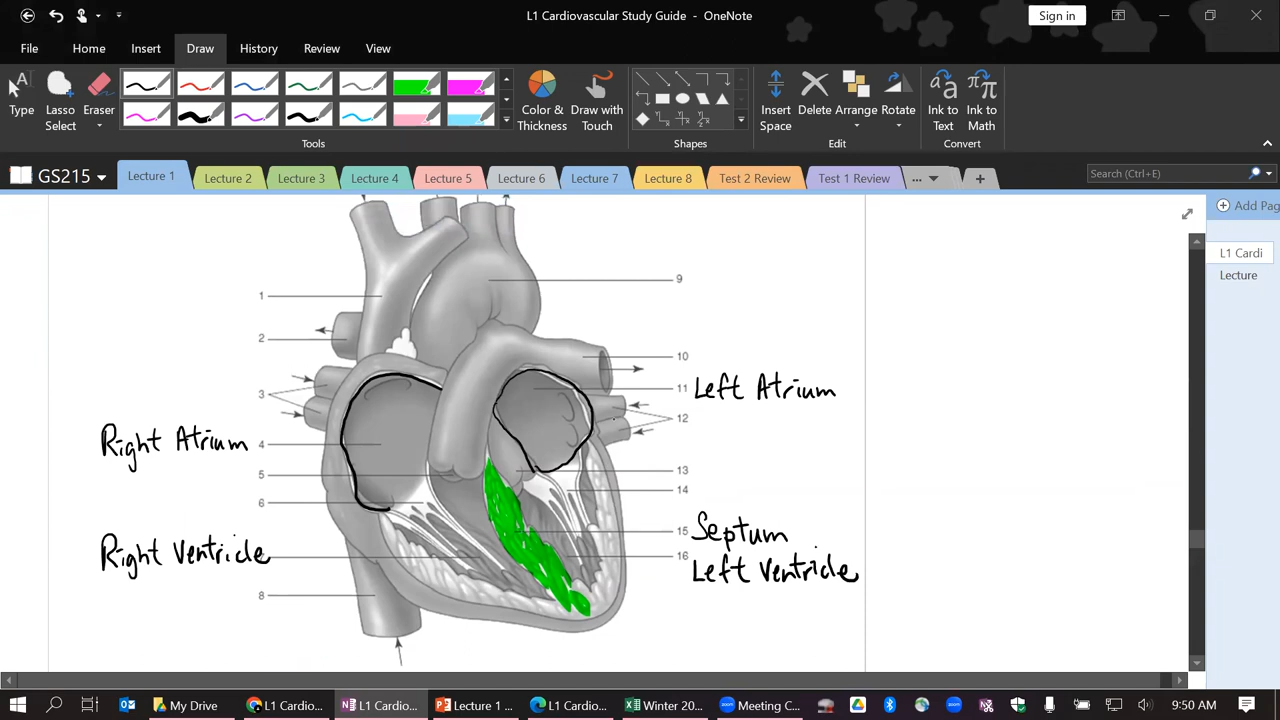 L1 Cardiovascular Study Guide - OneNote
Sign in
File Home Insert Draw History Review View
Type Lasso Select Eraser Color & Thickness Draw with Touch Insert Space Delete Arrange Rotate Ink to Text Ink to Math
Tools Shapes Edit Convert
GS215 Lecture 1 Lecture 2 Lecture 3 Lecture 4 Lecture 5 Lecture 6 Lecture 7 Lecture 8 Test 2 Review Test 1 Review ... Search (Ctrl+E)
Add Pag
L1 Cardi
Lecture
9
1
2
10
11 Left Atrium
3
12
Right Atrium 4
5 13
14
6
15 Septum
Right Ventricle 16 Left Ventricle
8
My Drive L1 Cardio... L1 Cardio... Lecture 1 ... L1 Cardio... Winter 20... Meeting C... 9:50 AM